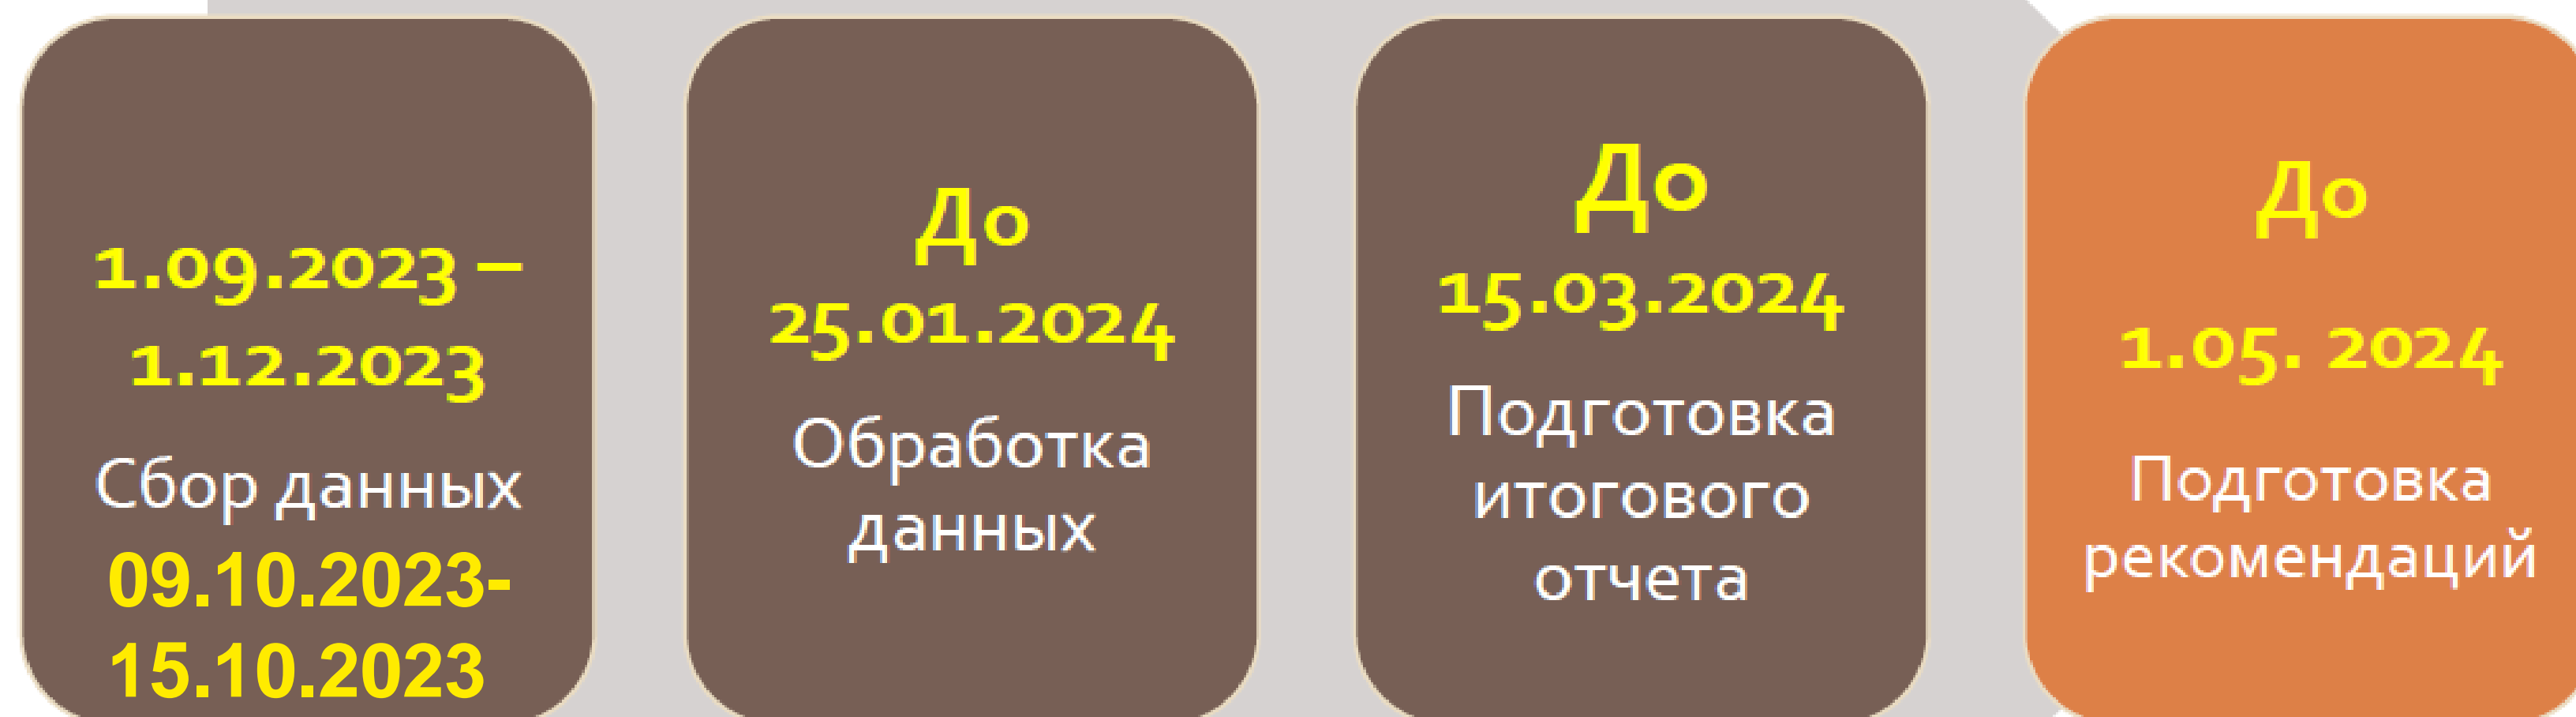 1.09.2023 –
1.12.2023
Сбор данных
09.10.2023-
15.10.2023
До
25.01.2024
Обработка
данных
До
15.03.2024
Подготовка
итогового
отчета
До
1.05. 2024
Подготовка
рекомендаций